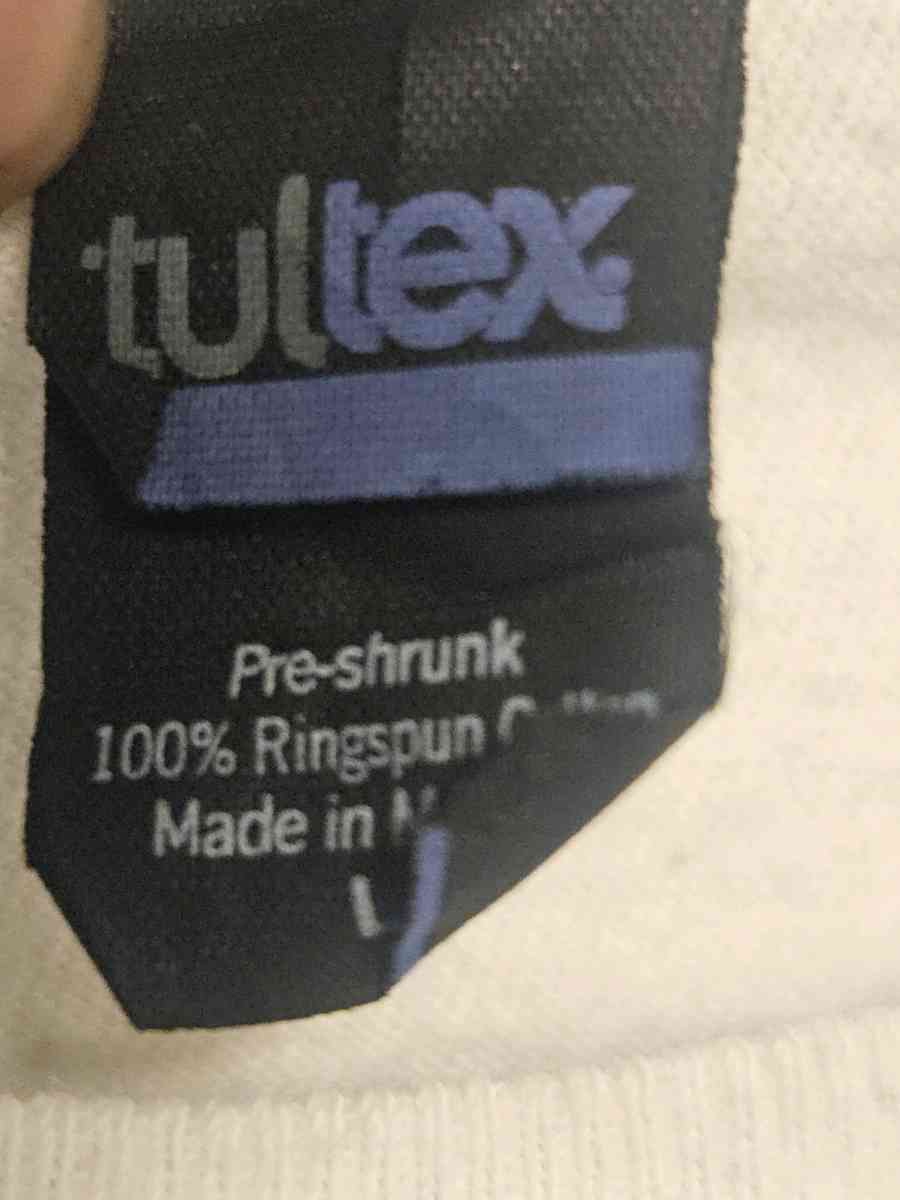 tultex
Pre-shrunk
100% Ringspun
Made in
L